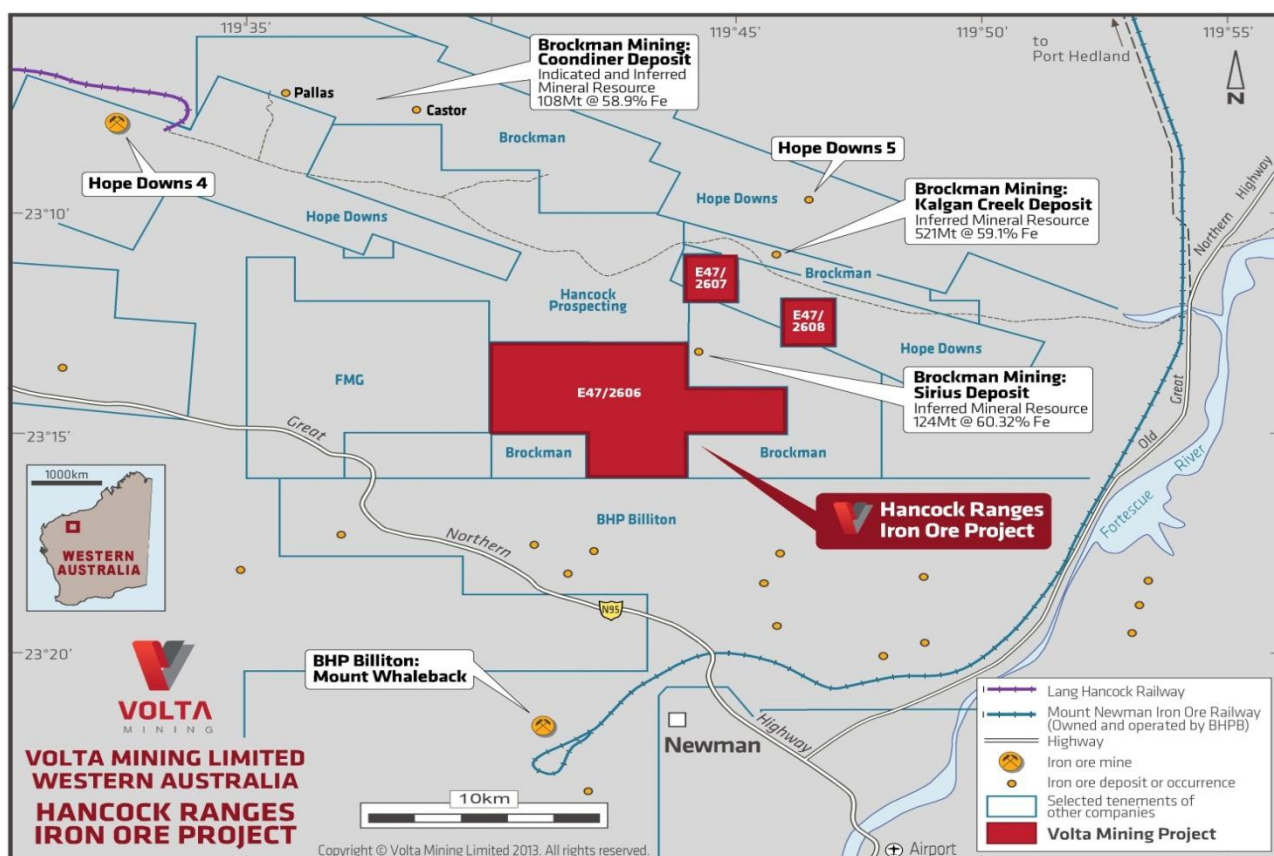 119°35'
119°45'
119°50'
119°55'
to
Port Hedland
N
Brockman Mining:
Coondiner Deposit
Indicated and Inferred
Mineral Resource
108Mt @ 58.9% Fe
Pallas
Castor
Brockman
Hope Downs 4
Hope Downs 5
Brockman Mining:
Kalgan Creek Deposit
Inferred Mineral Resource
521Mt @ 59.1% Fe
Northern Highway
23°10'
Hope Downs
Hope Downs
Brockman
E47/
2607
Hancock
Prospecting
E47/
2608
Hope Downs
FMG
E47/2606
Brockman Mining:
Sirius Deposit
Inferred Mineral Resource
124Mt @ 60.32% Fe
Great
Great
Old
23°15'
Brockman
Brockman
1000km
WESTERN
AUSTRALIA
Hancock Ranges
Iron Ore Project
BHP Billiton
Fortescue River
Northern
N95
23°20'
BHP Billiton:
Mount Whaleback
Highway
Newman
VOLTA
MINING
VOLTA MINING LIMITED
WESTERN AUSTRALIA
HANCOCK RANGES
IRON ORE PROJECT
10km
Copyright © Volta Mining Limited 2013. All rights reserved.
Airport
Lang Hancock Railway
Mount Newman Iron Ore Railway
(Owned and operated by BHPB)
Highway
Iron ore mine
Iron ore deposit or occurrence
Selected tenements of
other companies
Volta Mining Project